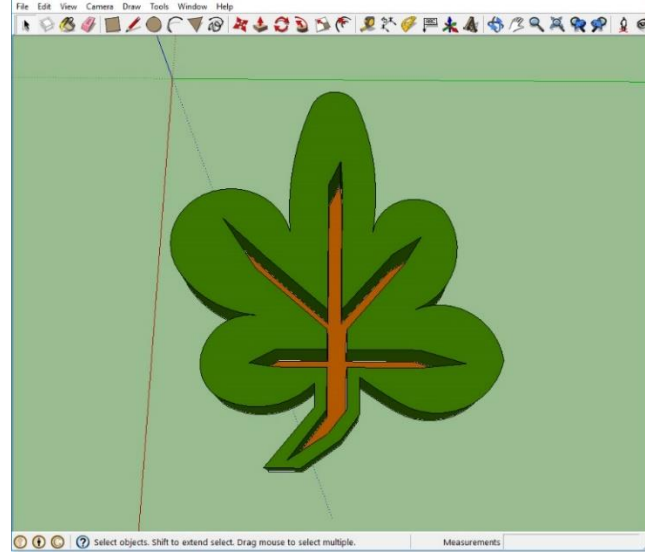 File Edit View Camera Draw Tools Window Help
Select objects. Shift to extend select. Drag mouse to select multiple. Measurements